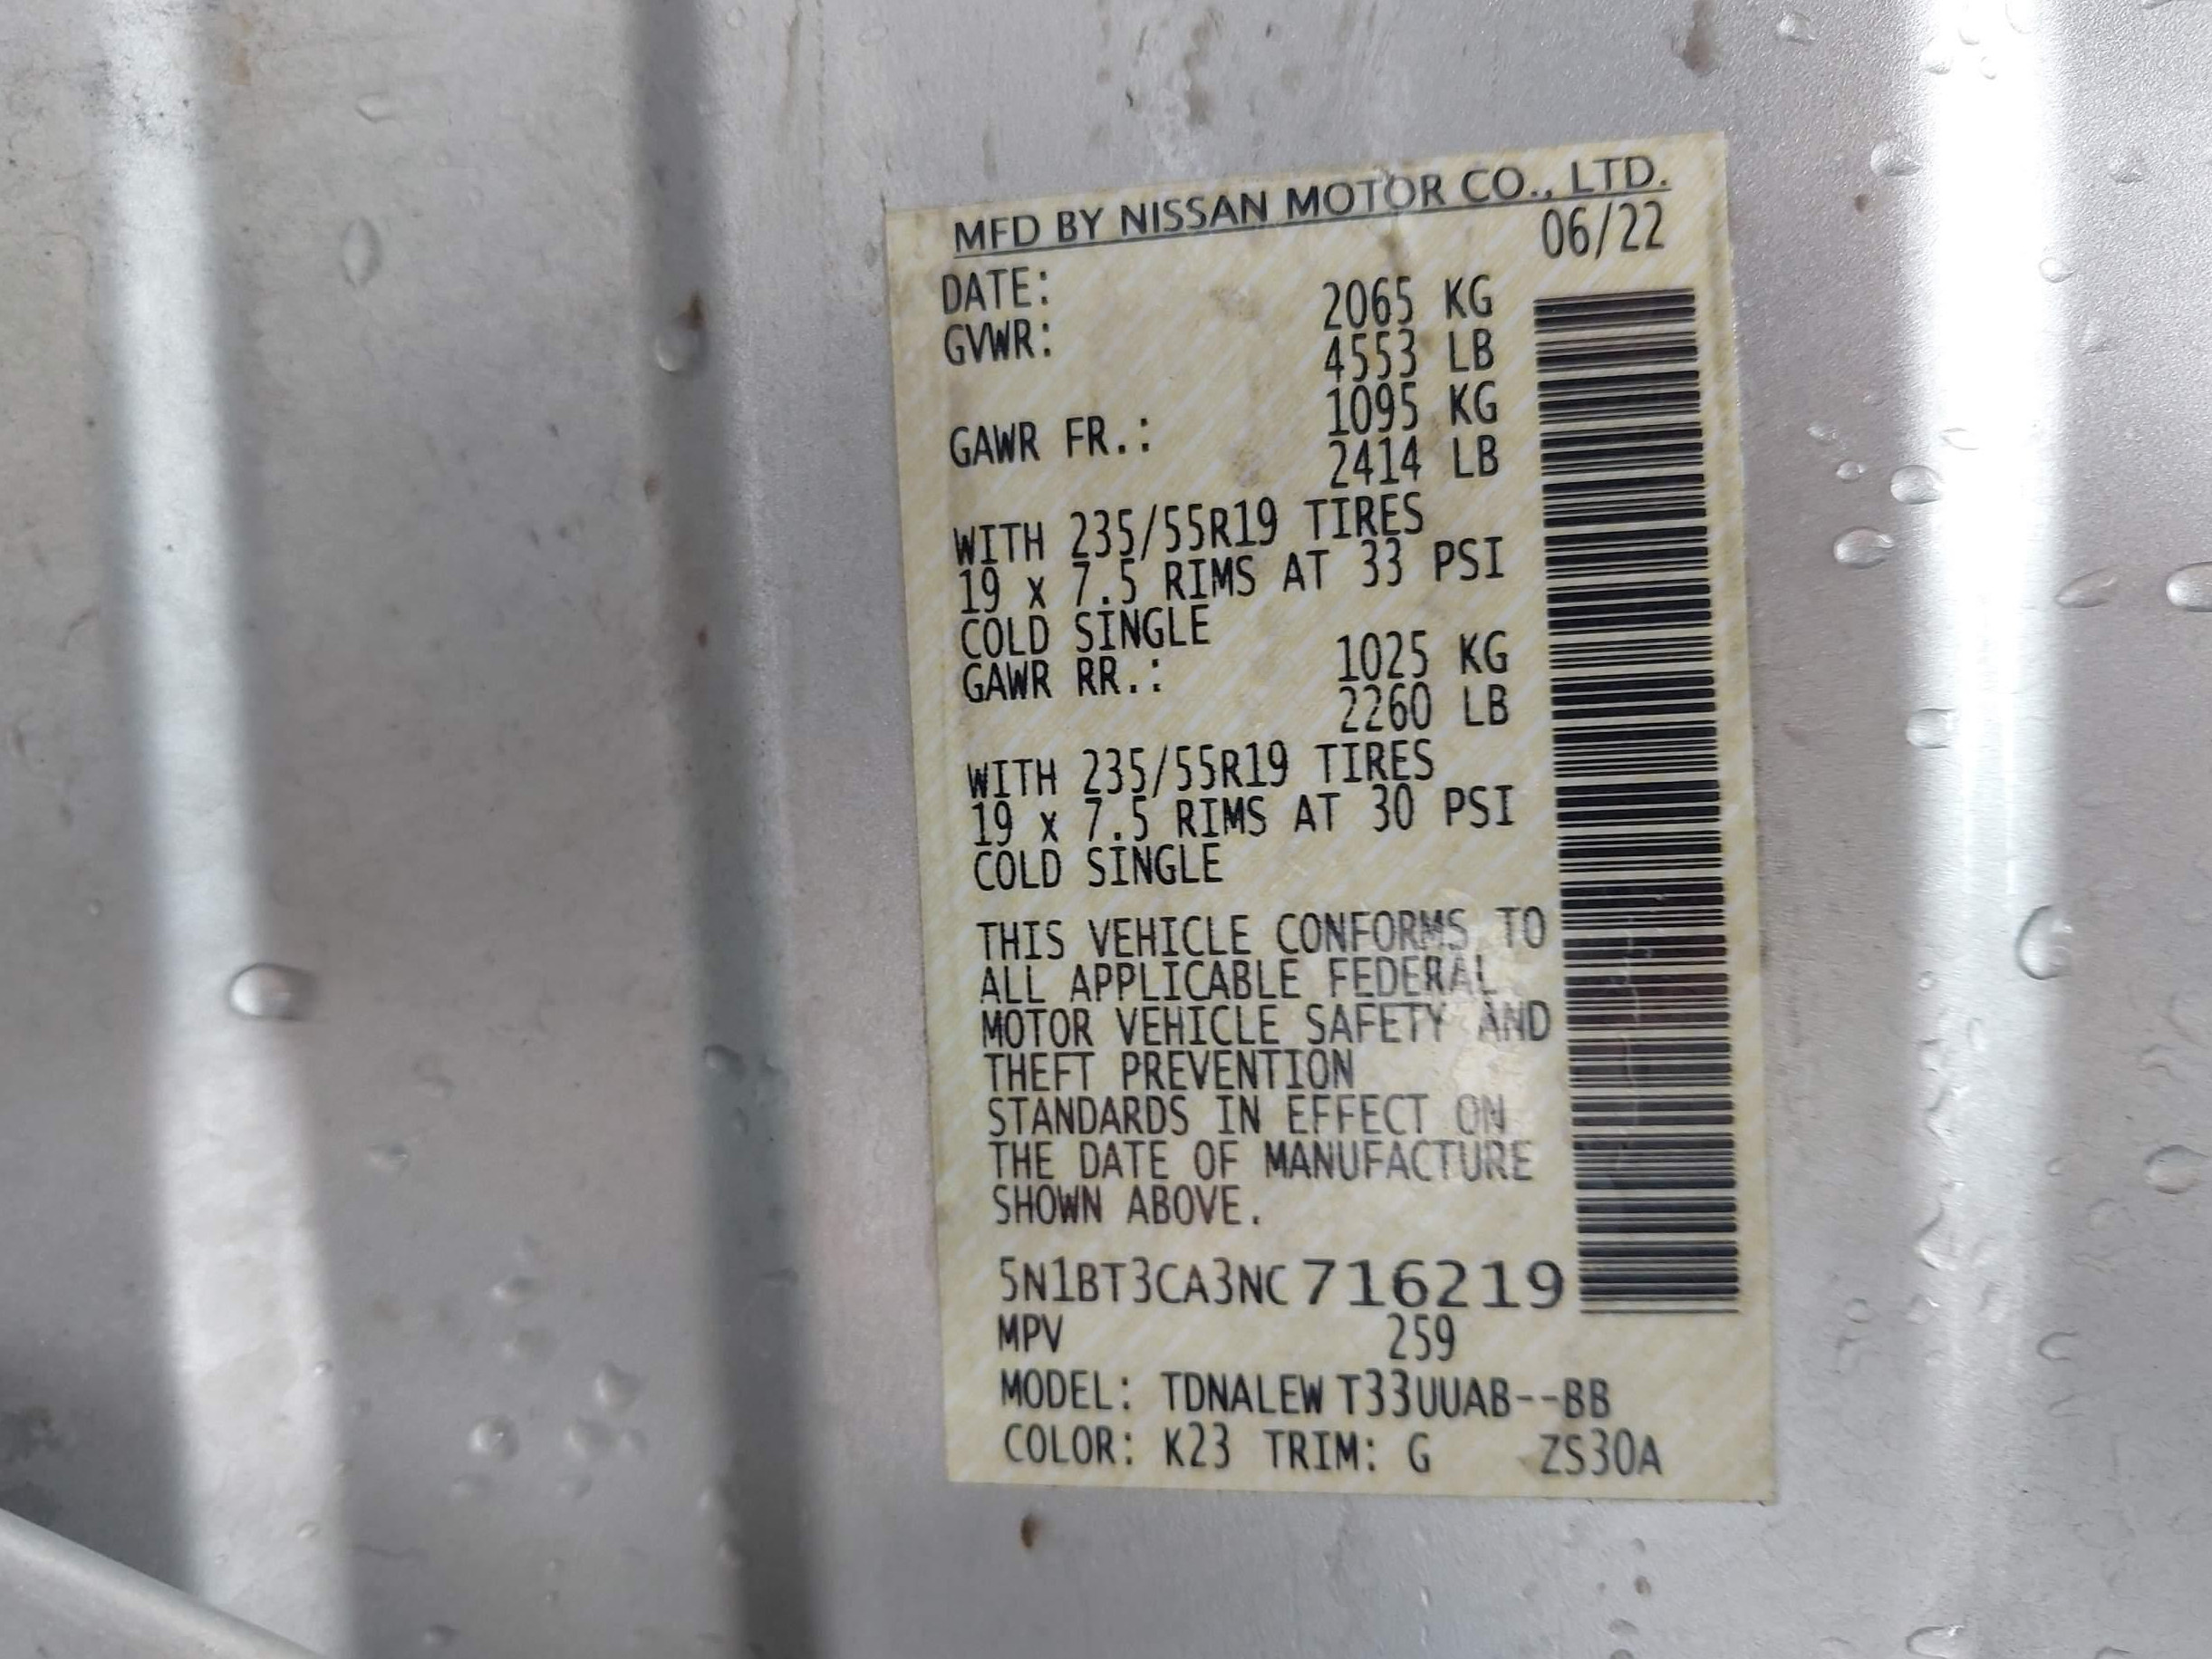 MFD BY NISSAN MOTOR CO., LTD.
DATE: 06/22
GVWR: 2065 KG
4553 LB
GAWR FR.: 1095 KG
2414 LB
WITH 235/55R19 TIRES
19 x 7.5 RIMS AT 33 PSI
COLD SINGLE
GAWR RR.: 1025 KG
2260 LB
WITH 235/55R19 TIRES
19 x 7.5 RIMS AT 30 PSI
COLD SINGLE
THIS VEHICLE CONFORMS TO
ALL APPLICABLE FEDERAL
MOTOR VEHICLE SAFETY AND
THEFT PREVENTION
STANDARDS IN EFFECT ON
THE DATE OF MANUFACTURE
SHOWN ABOVE.
5N1BT3CA3NC716219
MPV 259
MODEL: TDNALEW T33UUAB--BB
COLOR: K23 TRIM: G ZS30A